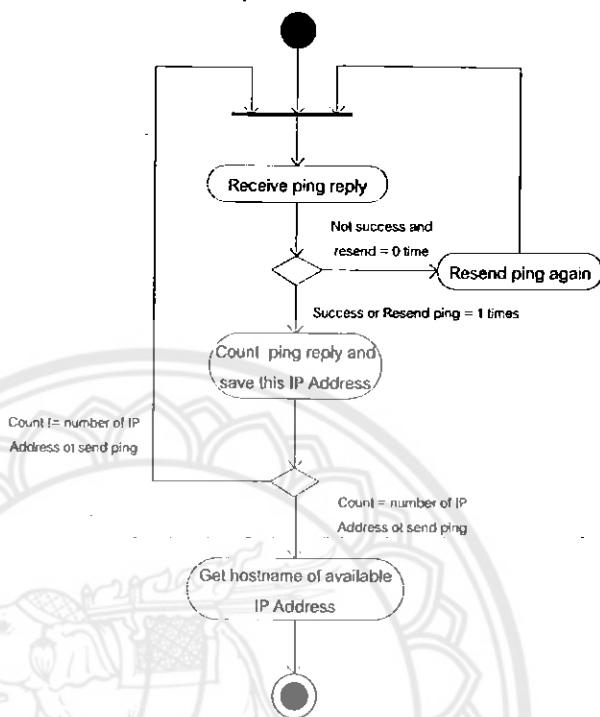 Receive ping reply
Not success and
resend = 0 time
Resend ping again
Success or Resend ping = 1 times
Count ping reply and
save this IP Address
Count != number of IP
Address of send ping
Count = number of IP
Address of send ping
Get hostname of available
IP Address